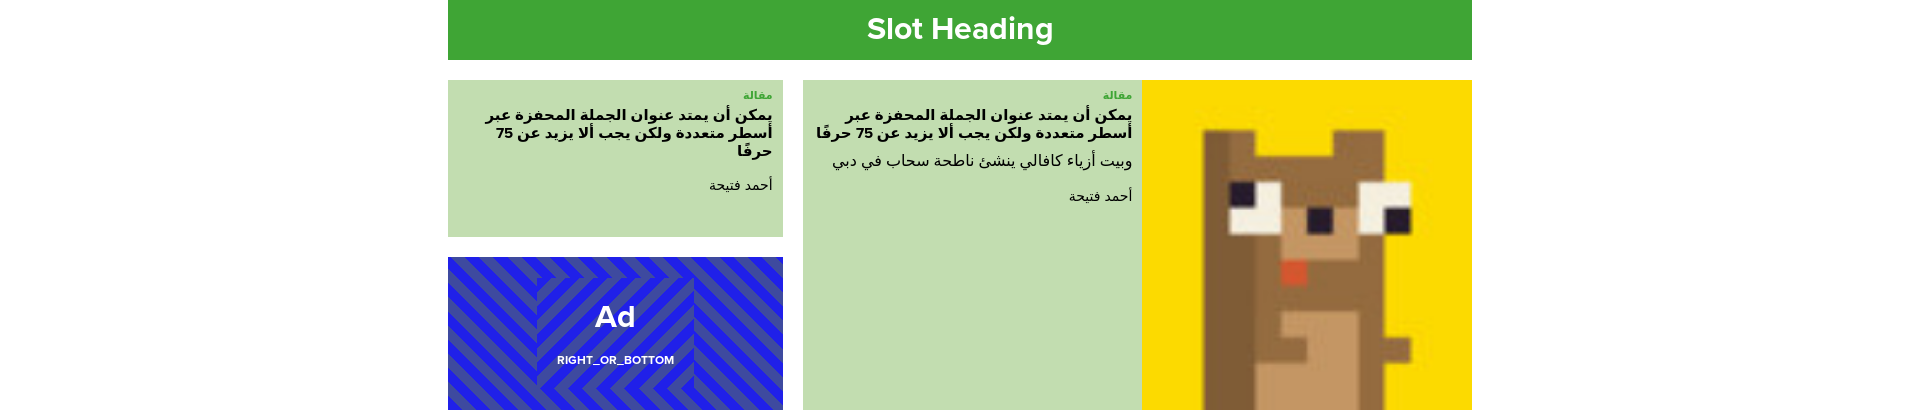 Slot Heading
مقالة
يمكن أن يمتد عنوان الجملة المحفزة عبر
أسطر متعددة ولكن يجب ألا يزيد عن 75 حرفًا
وبيت أزياء كافالي ينشئ ناطحة سحاب في دبي
أحمد فتيحة
مقالة
يمكن أن يمتد عنوان الجملة المحفزة عبر
أسطر متعددة ولكن يجب ألا يزيد عن 75
حرفًا
أحمد فتيحة
Ad
RIGHT_OR_BOTTOM